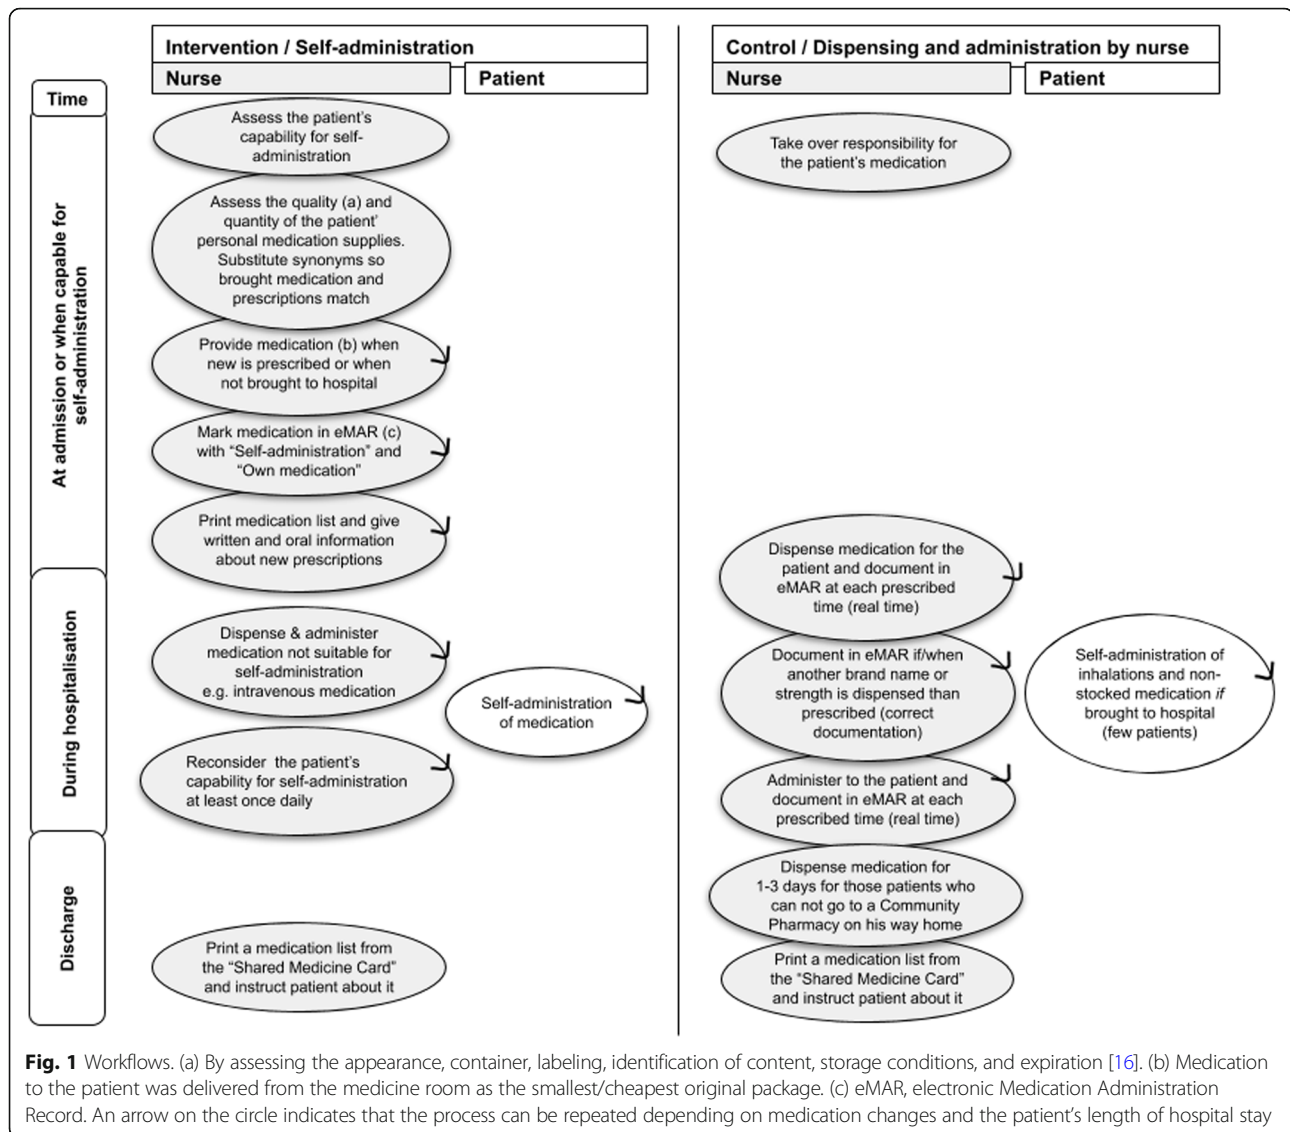 Intervention / Self-administration
Nurse
Patient
Control / Dispensing and administration by nurse
Nurse
Patient
Time
At admission or when capable for
self-administration
During hospitalisation
Discharge
Assess the patient's
capability for self-
administration
Assess the quality (a) and
quantity of the patient'
personal medication supplies.
Substitute synonyms so
brought medication and
prescriptions match
Provide medication (b) when
new is prescribed or when
not brought to hospital
Mark medication in eMAR (c)
with "Self-administration" and
"Own medication"
Print medication list and give
written and oral information
about new prescriptions
Dispense & administer
medication not suitable for
self-administration
e.g. intravenous medication
Reconsider the patient's
capability for self-administration
at least once daily
Print a medication list from
the "Shared Medicine Card"
and instruct patient about it
Self-administration
of medication
Take over responsibility for
the patient's medication
Dispense medication for the
patient and document in
eMAR at each prescribed
time (real time)
Document in eMAR if/when
another brand name or
strength is dispensed than
prescribed (correct
documentation)
Administer to the patient and
document in eMAR at each
prescribed time (real time)
Dispense medication for
1-3 days for those patients who
can not go to a Community
Pharmacy on his way home
Print a medication list from
the "Shared Medicine Card"
and instruct patient about it
Self-administration of
inhalations and non-
stocked medication if
brought to hospital
(few patients)
Fig. 1 Workflows. (a) By assessing the appearance, container, labeling, identification of content, storage conditions, and expiration [16]. (b) Medication
to the patient was delivered from the medicine room as the smallest/cheapest original package. (c) eMAR, electronic Medication Administration
Record. An arrow on the circle indicates that the process can be repeated depending on medication changes and the patient's length of hospital stay